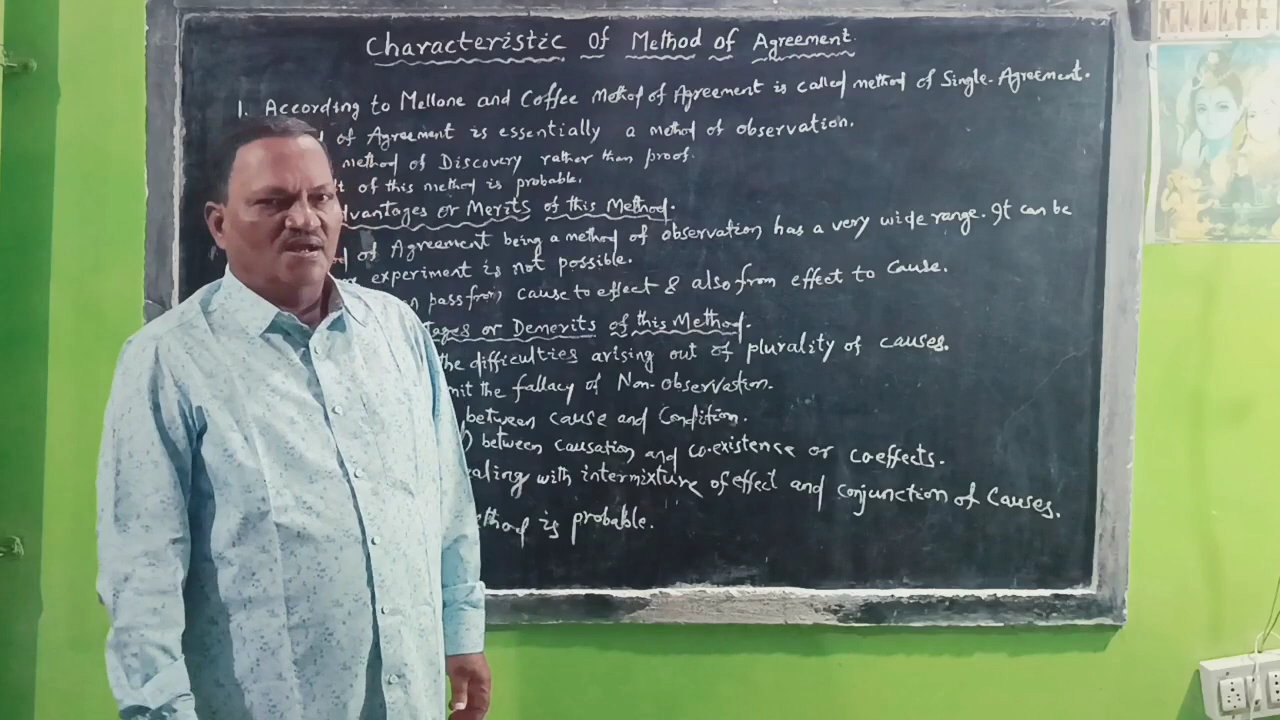 Characteristic of Method of Agreement.
1. According to Mellone and Coffee Method of Agreement is called method of Single-Agreement.
of Agreement is essentially a method of observation.
method of Discovery rather than proof.
of this method is probable.
dvantages or Merits of this Method.
of Agreement being a method of observation has a very wide range. It can be
experiment is not possible.
pass from cause to effect & also from effect to cause.
tages or Demerits of this Method.
the difficulties arising out of plurality of causes.
mit the fallacy of Non-Observation.
between cause and Condition.
) between causation and co-existence or co-effects.
ealing with intermixture of effect and conjunction of Causes.
ethod is probable.